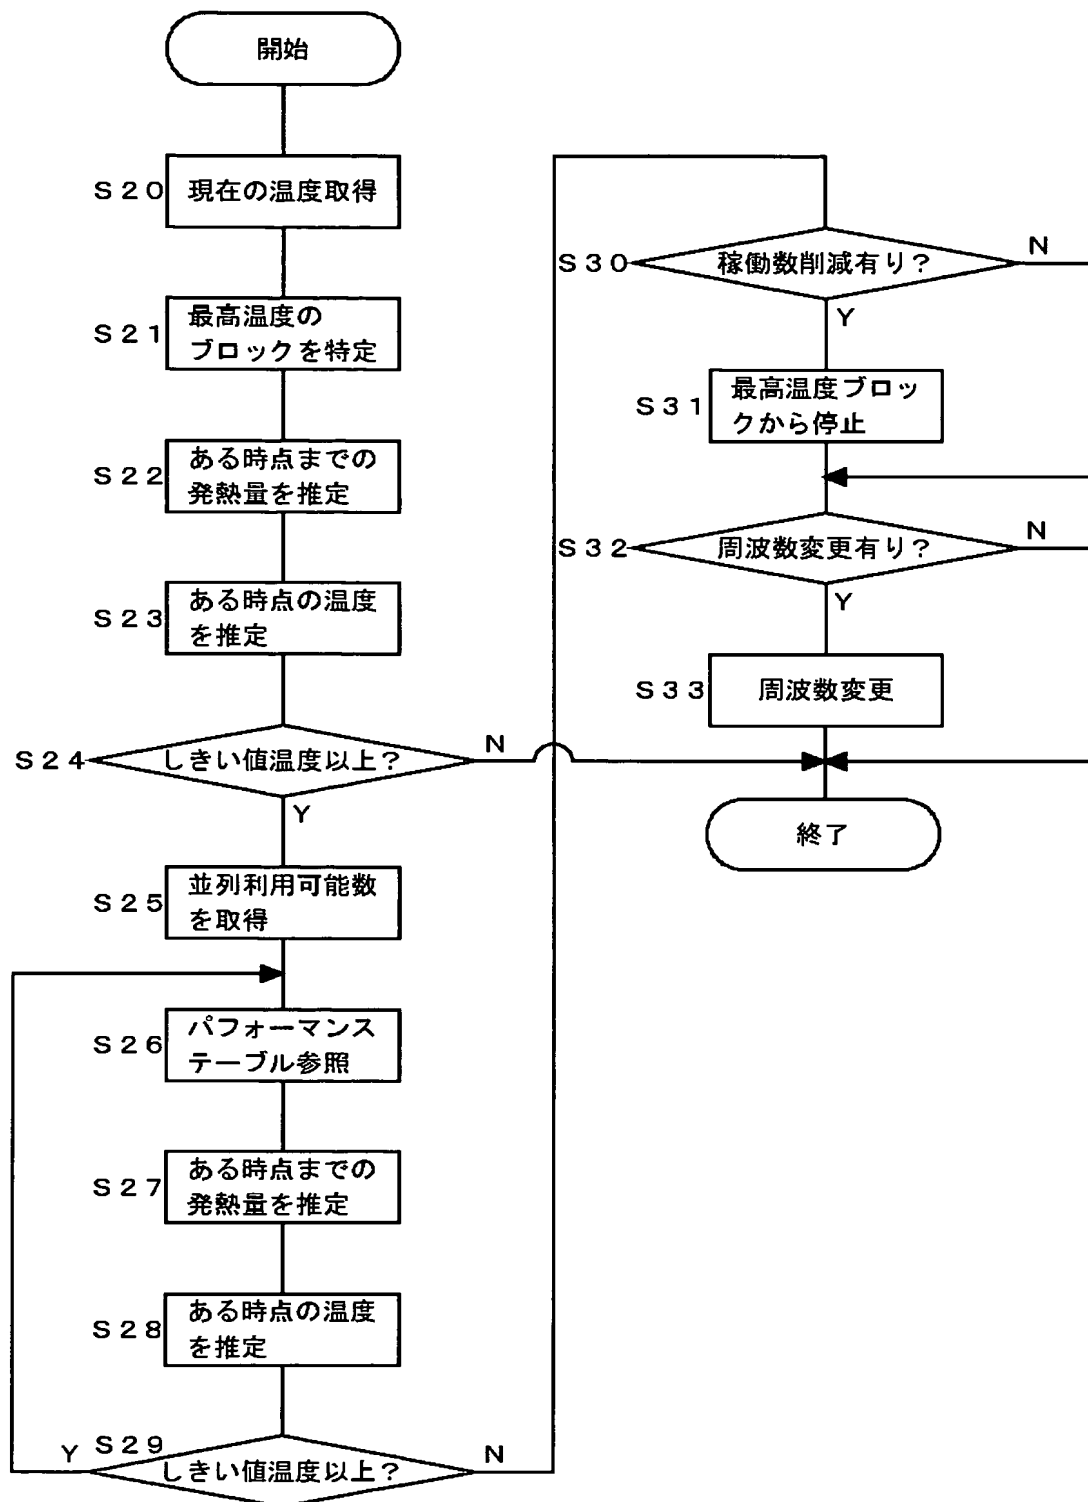 開始
S20
現在の温度取得
S21
最高温度の
ブロックを特定
S22
ある時点までの
発熱量を推定
S23
ある時点の温度
を推定
S24
しきい値温度以上?
N
Y
S25
並列利用可能数
を取得
S26
パフォーマンス
テーブル参照
S27
ある時点までの
発熱量を推定
S28
ある時点の温度
を推定
S29
しきい値温度以上?
Y
N
S30
稼働数削減有り?
N
Y
S31
最高温度ブロッ
クから停止
S32
周波数変更有り?
N
Y
S33
周波数変更
終了